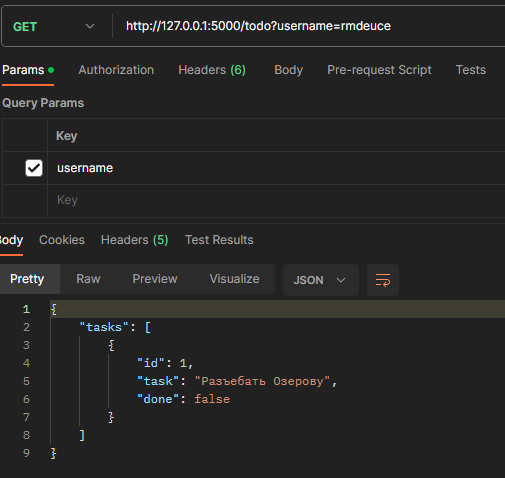 GET http://127.0.0.1:5000/todo?username=rmdeuce
Params Authorization Headers (6) Body Pre-request Script Tests
Query Params
Key
username
Key
Body Cookies Headers (5) Test Results
Pretty Raw Preview Visualize JSON
1 {
2 "tasks": [
3 {
4 "id": 1,
5 "task": "Разъебать Озерову",
6 "done": false
7 }
8 ]
9 }